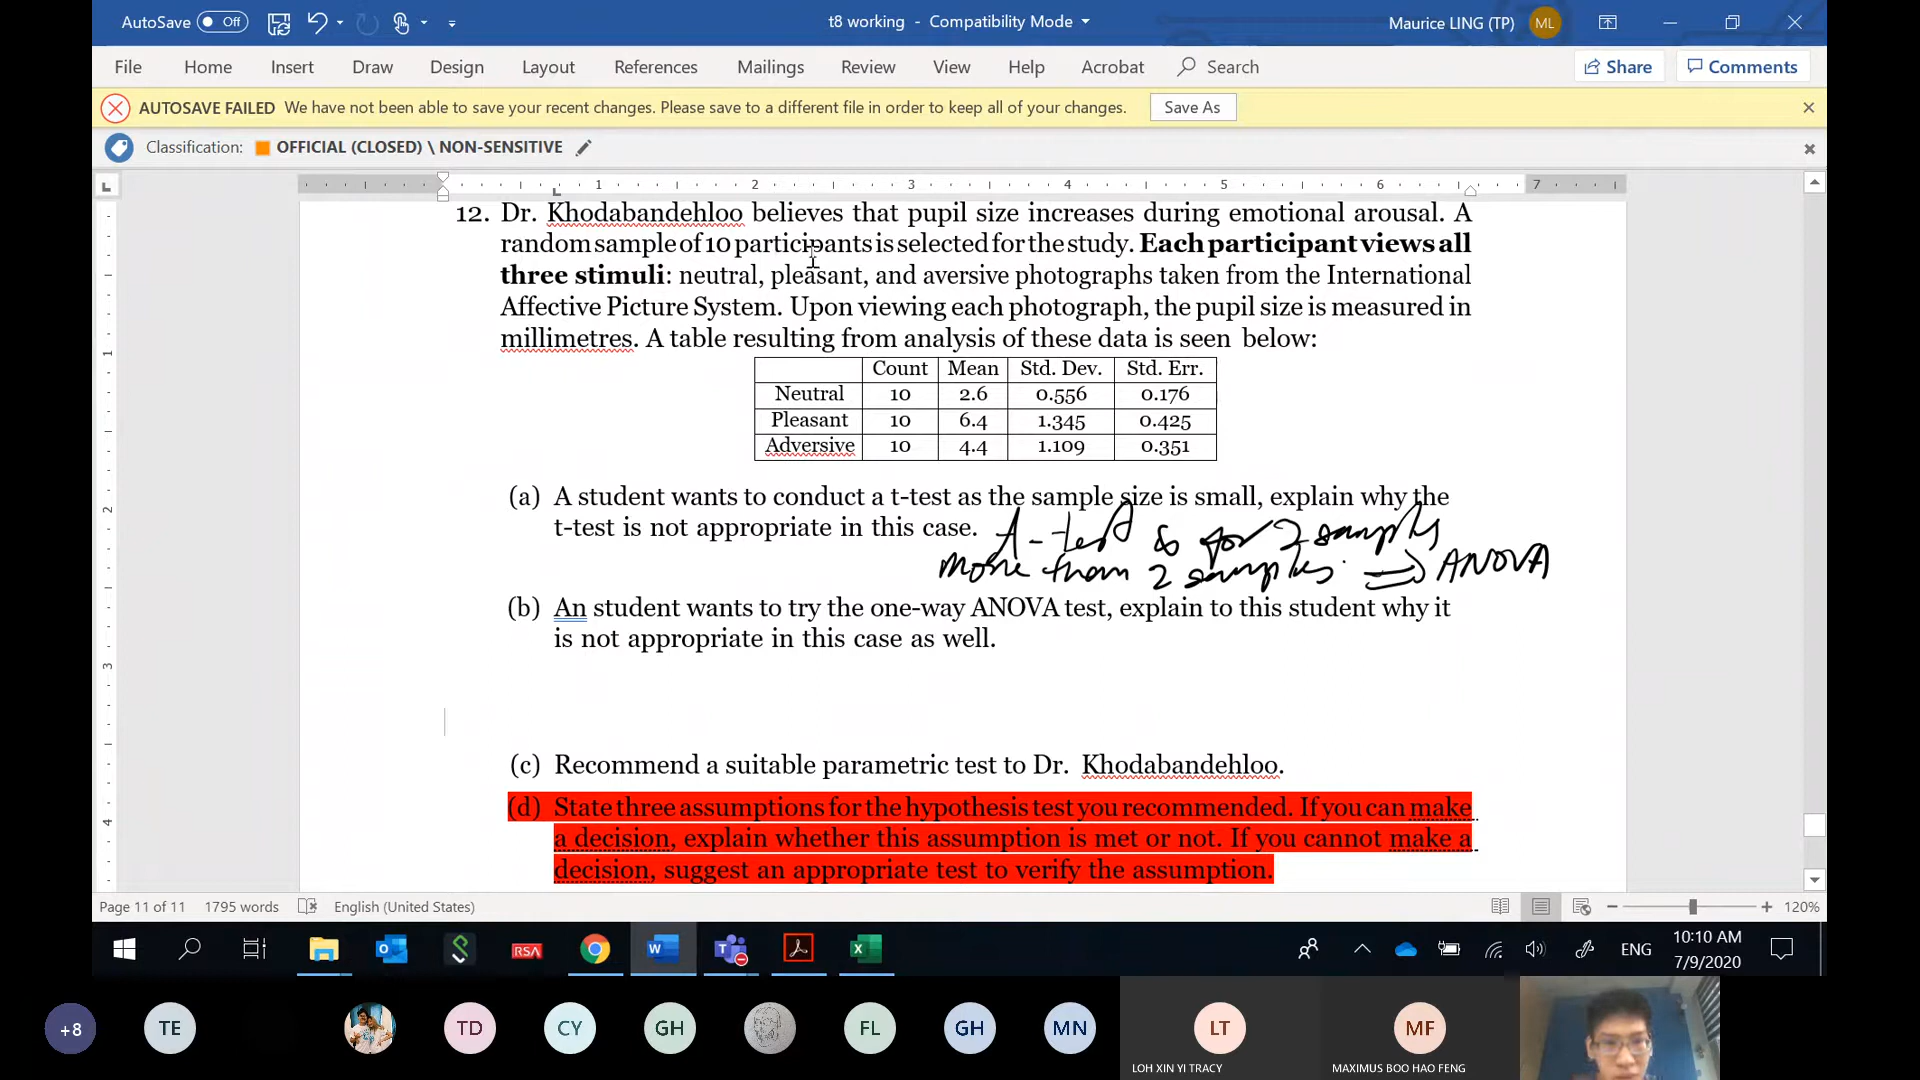 AutoSave Off t8 working - Compatibility Mode Maurice LING (TP) ML
File Home Insert Draw Design Layout References Mailings Review View Help Acrobat Search Share Comments
AUTOSAVE FAILED We have not been able to save your recent changes. Please save to a different file in order to keep all of your changes. Save As
Classification: OFFICIAL (CLOSED) \ NON-SENSITIVE
1 2 3 4 5 6 7
12. Dr. Khodabandehloo believes that pupil size increases during emotional arousal. A
random sample of 10 participants is selected for the study. Each participant views all
three stimuli: neutral, pleasant, and aversive photographs taken from the International
Affective Picture System. Upon viewing each photograph, the pupil size is measured in
millimetres. A table resulting from analysis of these data is seen below:
Count Mean Std. Dev. Std. Err.
Neutral 10 2.6 0.556 0.176
Pleasant 10 6.4 1.345 0.425
Adversive 10 4.4 1.109 0.351
(a) A student wants to conduct a t-test as the sample size is small, explain why the
t-test is not appropriate in this case.
t-test is for 2 samples
more than 2 samples. => ANOVA
(b) An student wants to try the one-way ANOVA test, explain to this student why it
is not appropriate in this case as well.
(c) Recommend a suitable parametric test to Dr. Khodabandehloo.
(d) State three assumptions for the hypothesis test you recommended. If you can make
a decision, explain whether this assumption is met or not. If you cannot make a
decision, suggest an appropriate test to verify the assumption.
1
2
3
4
Page 11 of 11 1795 words English (United States) 120%
RSA ENG 10:10 AM
7/9/2020
+8 TE TD CY GH FL GH MN LT MF
LOH XIN YI TRACY MAXIMUS BOO HAO FENG